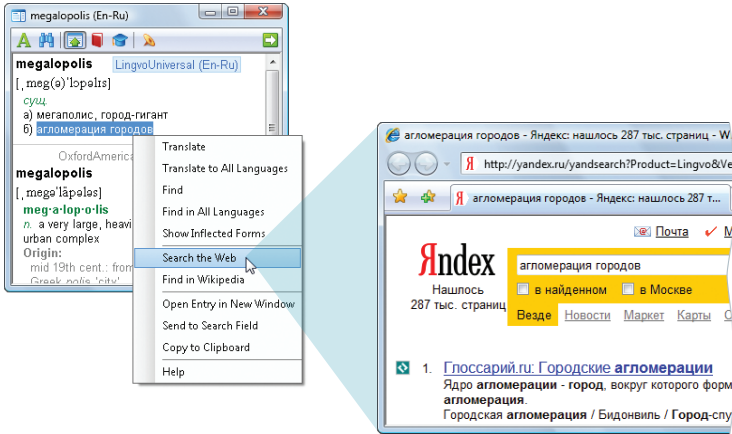 megalopolis (En-Ru)
megalopolis LingvoUniversal (En-Ru)
[ˌmeg(ə)'lɔpəlɪs]
сущ.
а) мегаполис, город-гигант
б) агломерация городов
OxfordAmerica
megalopolis
[ˌmegə'läpələs]
meg·a·lop·o·lis
n. a very large, heavi
urban complex
Origin:
mid 19th cent.: from
Greek polis 'city'
Translate
Translate to All Languages
Find
Find in All Languages
Show Inflected Forms
Search the Web
Find in Wikipedia
Open Entry in New Window
Send to Search Field
Copy to Clipboard
Help
агломерация городов - Яндекс: нашлось 287 тыс. страниц - W
Я http://yandex.ru/yandsearch?Product=Lingvo&Ve
Я агломерация городов - Яндекс: нашлось 287 тыс. страниц - W
Почта М
Яndex
агломерация городов
Нашлось
287 тыс. страниц
в найденном в Москве
Везде Новости Маркет Карты С
1. Глоссарий.ru: Городские агломерации
Ядро агломерации - город, вокруг которого форм
агломерация.
Городская агломерация / Бидонвиль / Город-спу